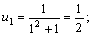 u₁ = 1/(1² + 1) = 1/2 ;